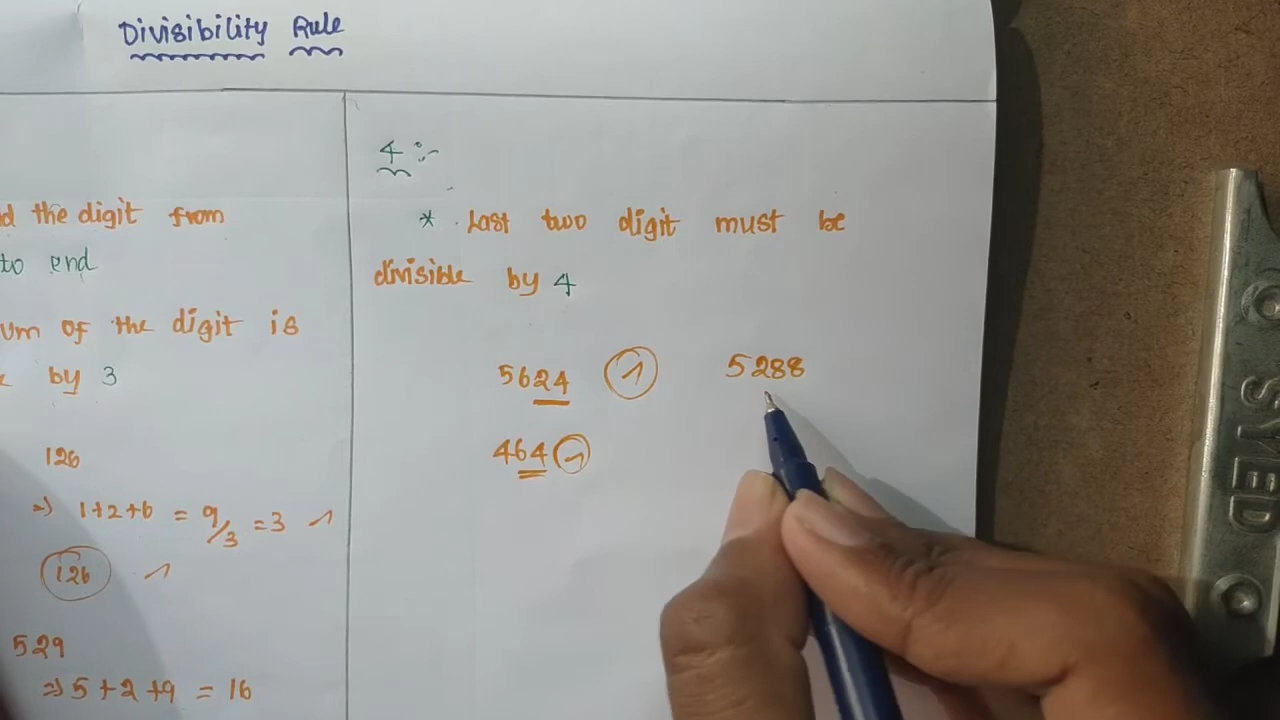 Divisibility Rule
d the digit from
to end
um of the digit is
by 3
126
=> 1+2+6 = 9/3 = 3 ✓
126 ✓
529
=> 5+2+9 = 16
4 :-
* Last two digit must be
divisible by 4
5624 ✓ 5288
464 ✓
SYED